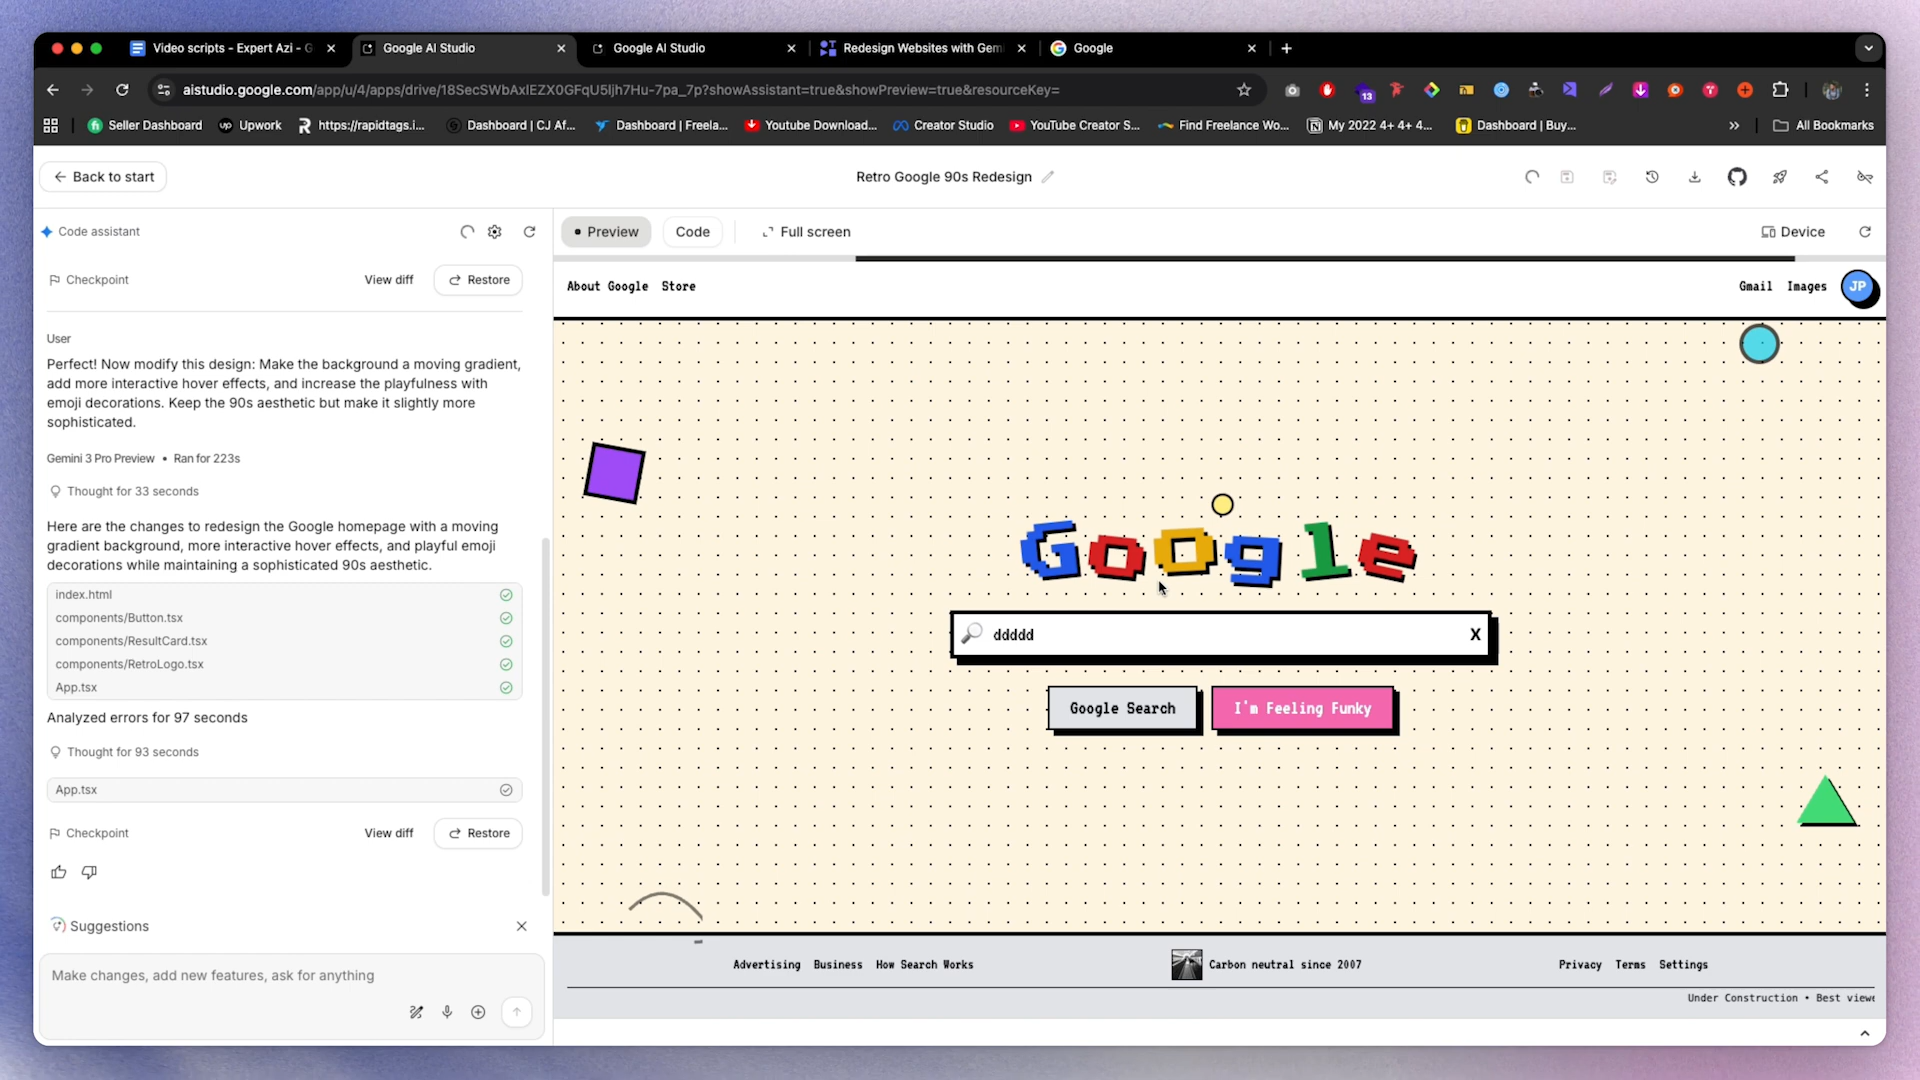 Video scripts - Expert Azi - G
Google AI Studio
Google AI Studio
Redesign Websites with Gem
Google
aistudio.google.com/app/u/4/apps/drive/18SecSWbAxIEZX0GFqU5Ijh7Hu-7pa_7p?showAssistant=true&showPreview=true&resourceKey=
13
Seller Dashboard
Upwork
https://rapidtags.i...
Dashboard | CJ Af...
Dashboard | Freela...
Youtube Download...
Creator Studio
YouTube Creator S...
Find Freelance Wo...
My 2022 4+ 4+ 4...
Dashboard | Buy...
All Bookmarks
Back to start
Retro Google 90s Redesign
Code assistant
Preview
Code
Full screen
Device
Checkpoint
View diff
Restore
About Google
Store
Gmail
Images
JP
User
Perfect! Now modify this design: Make the background a moving gradient,
add more interactive hover effects, and increase the playfulness with
emoji decorations. Keep the 90s aesthetic but make it slightly more
sophisticated.
Gemini 3 Pro Preview • Ran for 223s
Thought for 33 seconds
Here are the changes to redesign the Google homepage with a moving
gradient background, more interactive hover effects, and playful emoji
decorations while maintaining a sophisticated 90s aesthetic.
index.html
components/Button.tsx
components/ResultCard.tsx
components/RetroLogo.tsx
App.tsx
Analyzed errors for 97 seconds
Thought for 93 seconds
App.tsx
Checkpoint
View diff
Restore
Suggestions
Make changes, add new features, ask for anything
Google
ddddd
X
Google Search
I'm Feeling Funky
Advertising
Business
How Search Works
Carbon neutral since 2007
Privacy
Terms
Settings
Under Construction • Best viewe